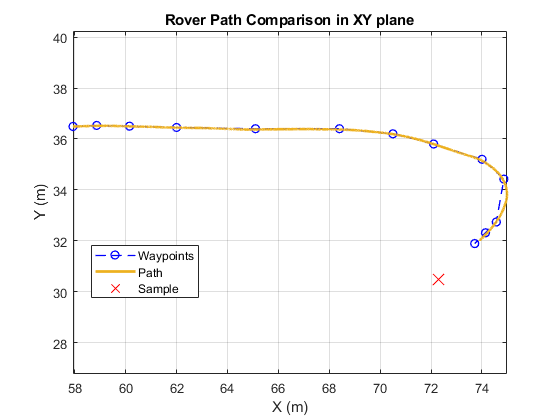 Rover Path Comparison in XY plane
40
38
36
34
32
30
28
Y (m)
Waypoints
Path
Sample
58 60 62 64 66 68 70 72 74
X (m)